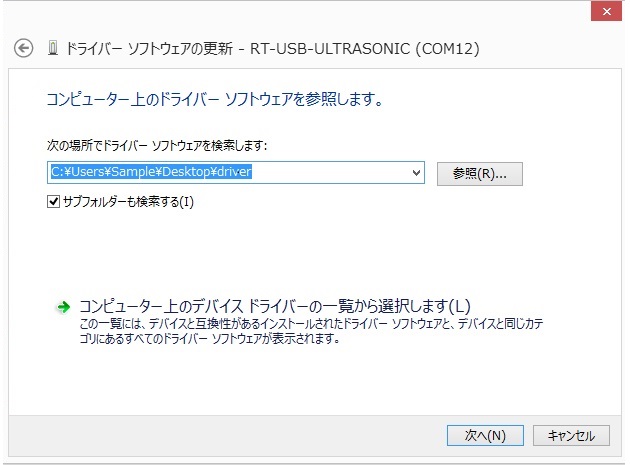 ドライバー ソフトウェアの更新 - RT-USB-ULTRASONIC (COM12)
コンピューター上のドライバー ソフトウェアを参照します。
次の場所でドライバー ソフトウェアを検索します:
C:¥Users¥Sample¥Desktop¥driver
参照(R)...
サブフォルダーも検索する(I)
コンピューター上のデバイス ドライバーの一覧から選択します(L)
この一覧には、デバイスと互換性があるインストールされたドライバー ソフトウェアと、デバイスと同じカテ
ゴリにあるすべてのドライバー ソフトウェアが表示されます。
次へ(N)
キャンセル